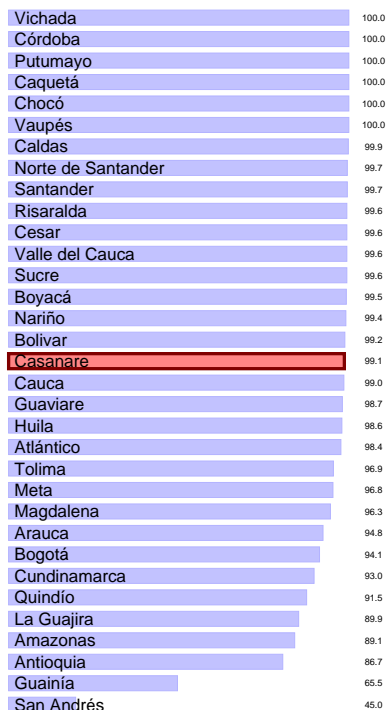 Vichada 100.0
Córdoba 100.0
Putumayo 100.0
Caquetá 100.0
Chocó 100.0
Vaupés 100.0
Caldas 99.9
Norte de Santander 99.7
Santander 99.7
Risaralda 99.6
Cesar 99.6
Valle del Cauca 99.6
Sucre 99.6
Boyacá 99.5
Nariño 99.4
Bolivar 99.2
Casanare 99.1
Cauca 99.0
Guaviare 98.7
Huila 98.6
Atlántico 98.4
Tolima 96.9
Meta 96.8
Magdalena 96.3
Arauca 94.8
Bogotá 94.1
Cundinamarca 93.0
Quindío 91.5
La Guajira 89.9
Amazonas 89.1
Antioquia 86.7
Guainía 65.5
San Andrés 45.0